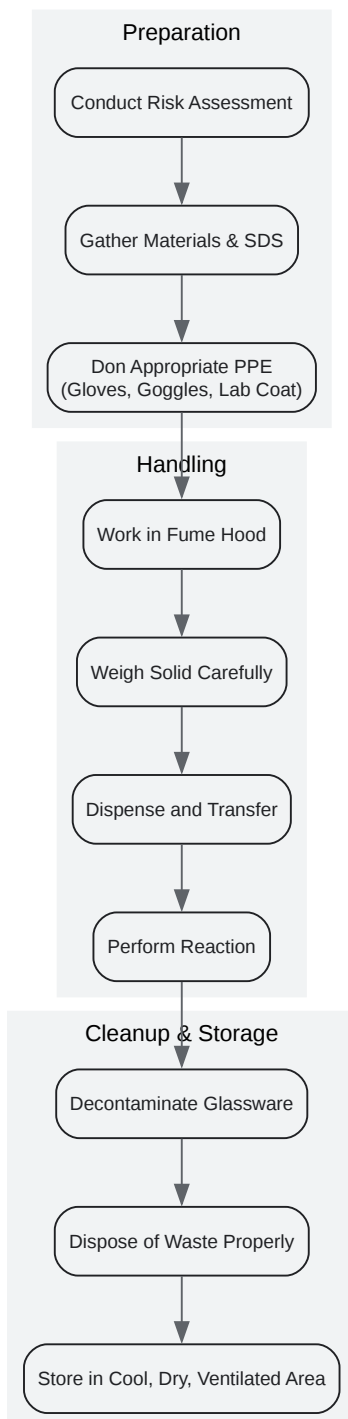 Preparation
Conduct Risk Assessment
Gather Materials & SDS
Don Appropriate PPE
(Gloves, Goggles, Lab Coat)
Handling
Work in Fume Hood
Weigh Solid Carefully
Dispense and Transfer
Perform Reaction
Cleanup & Storage
Decontaminate Glassware
Dispose of Waste Properly
Store in Cool, Dry, Ventilated Area